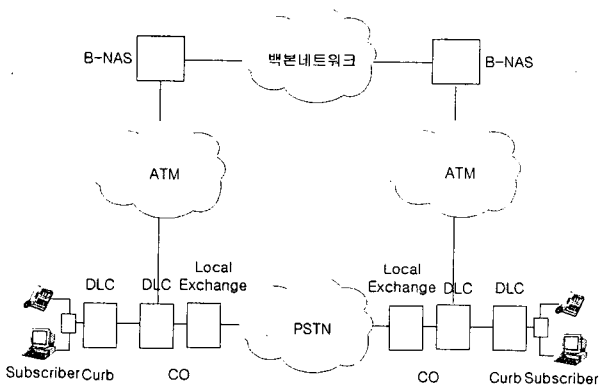 B-NAS
백본네트워크
B-NAS
ATM
ATM
DLC
DLC
Local
Exchange
PSTN
Local
Exchange
DLC
DLC
Subscriber
Curb
CO
CO
Curb
Subscriber